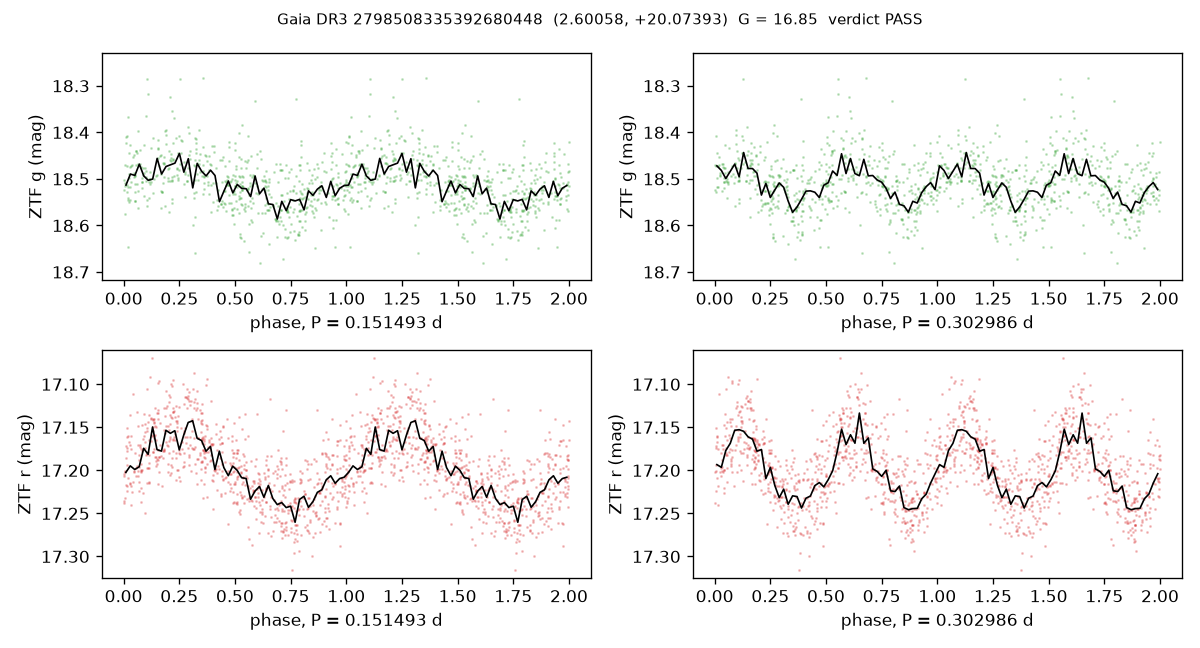 Gaia DR3 2798508335392680448  (2.60058, +20.07393)  G = 16.85  verdict PASS
ZTF g (mag)
18.3
18.4
18.5
18.6
18.7
0.00 0.25 0.50 0.75 1.00 1.25 1.50 1.75 2.00
phase, P = 0.151493 d
ZTF g (mag)
18.3
18.4
18.5
18.6
18.7
0.00 0.25 0.50 0.75 1.00 1.25 1.50 1.75 2.00
phase, P = 0.302986 d
ZTF r (mag)
17.10
17.15
17.20
17.25
17.30
0.00 0.25 0.50 0.75 1.00 1.25 1.50 1.75 2.00
phase, P = 0.151493 d
ZTF r (mag)
17.10
17.15
17.20
17.25
17.30
0.00 0.25 0.50 0.75 1.00 1.25 1.50 1.75 2.00
phase, P = 0.302986 d